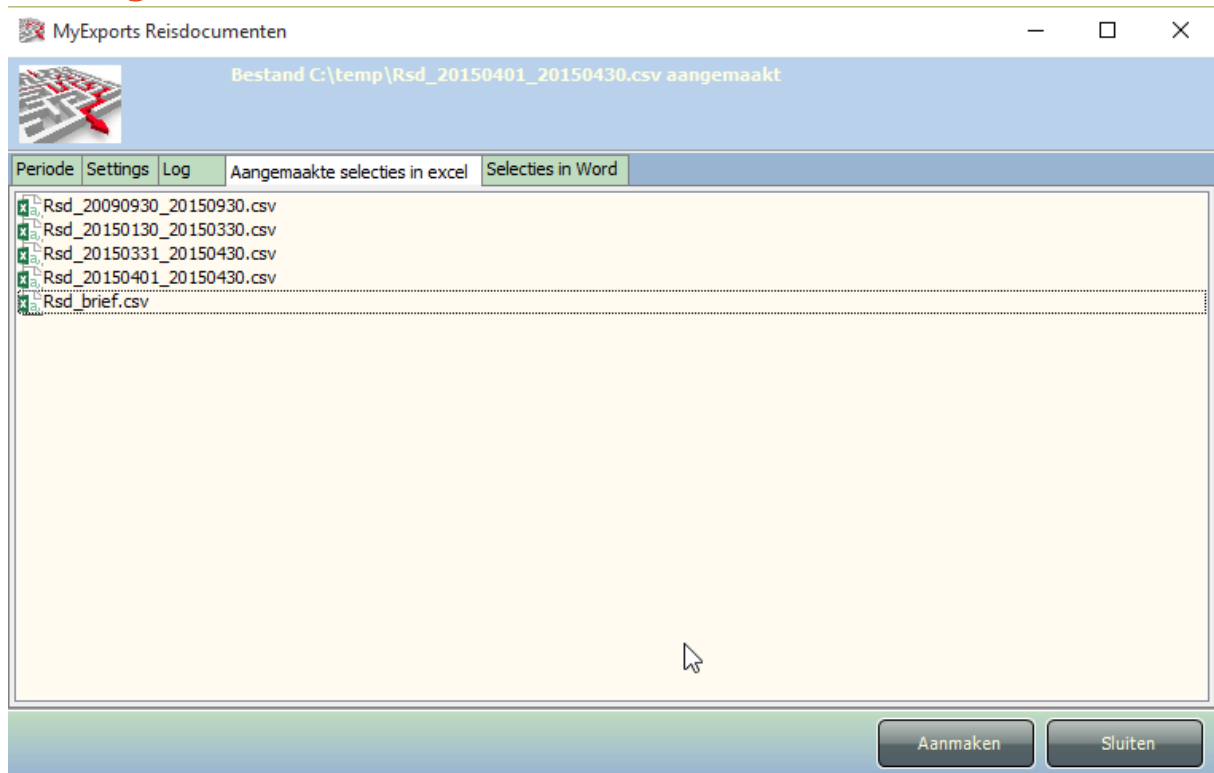 MyExports Reisdocumenten
Bestand C:\temp\Rsd_20150401_20150430.csv aangemaakt
Periode Settings Log Aangemaakte selecties in excel Selecties in Word
Rsd_20090930_20150930.csv
Rsd_20150130_20150330.csv
Rsd_20150331_20150430.csv
Rsd_20150401_20150430.csv
Rsd_brief.csv
Aanmaken Sluiten